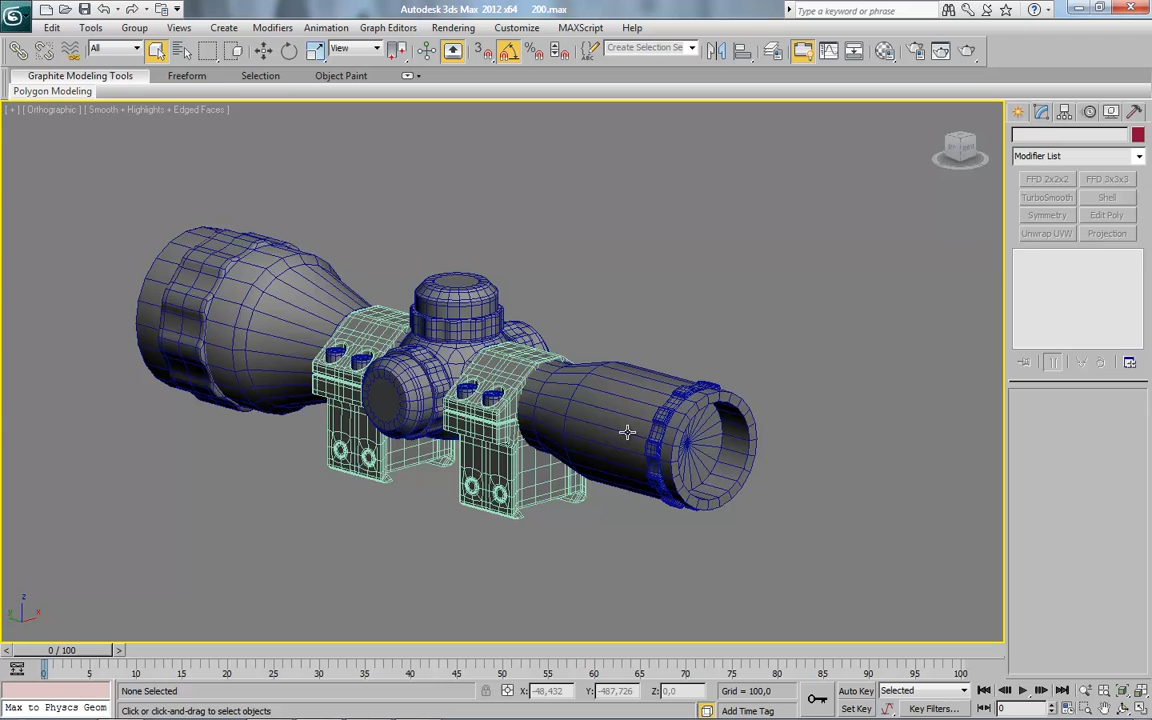 Autodesk 3ds Max 2012 x64 200.max
Type a keyword or phrase
Edit Tools Group Views Create Modifiers Animation Graph Editors Rendering Customize MAXScript Help
All View 3 Create Selection Se
Graphite Modeling Tools Freeform Selection Object Paint
Polygon Modeling
[ + ] [ Orthographic ] [ Smooth + Highlights + Edged Faces ]
Modifier List
FFD 2x2x2 FFD 3x3x3
TurboSmooth Shell
Symmetry Edit Poly
Unwrap UVW Projection
z
y x
< 0 / 100 >
0 5 10 15 20 25 30 35 40 45 50 55 60 65 70 75 80 85 90 95 100
None Selected X: -48,432 Y: -487,726 Z: 0,0 Grid = 100,0 Auto Key Selected
Max to Physcs Geom Click or click-and-drag to select objects Add Time Tag Set Key Key Filters... 0